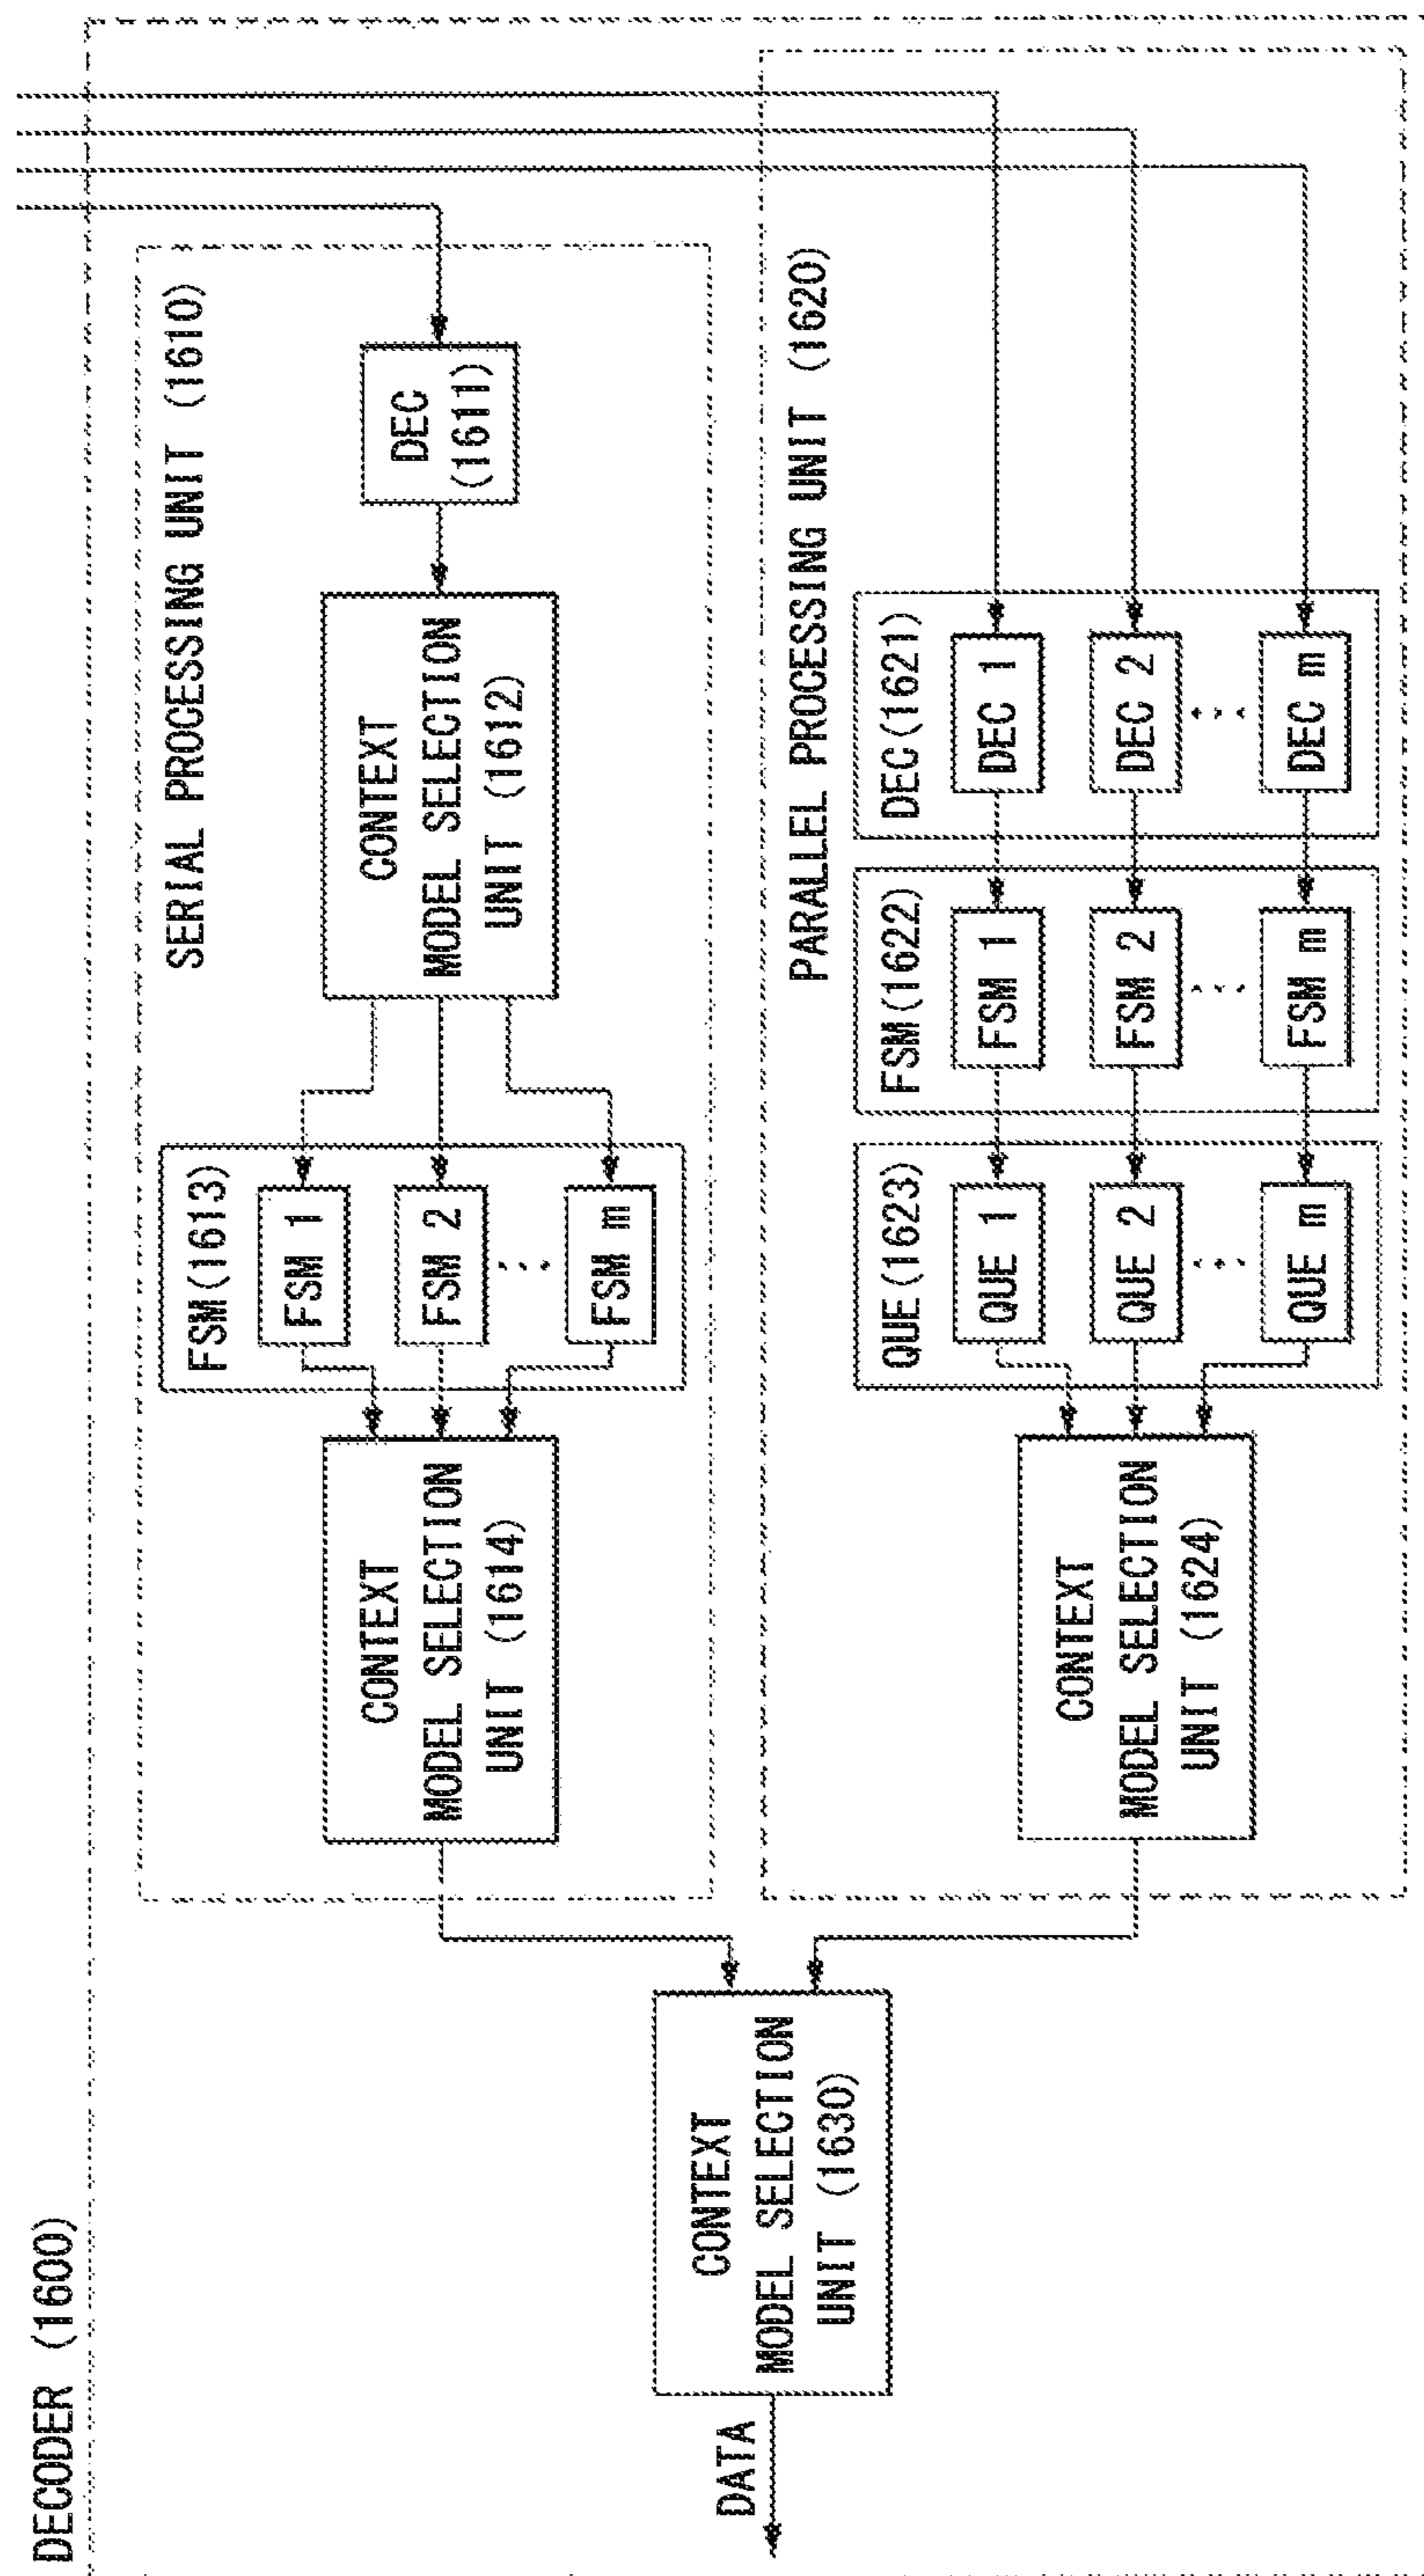 DECODER (1600)
SERIAL PROCESSING UNIT (1610)
DEC
(1611)
CONTEXT
MODEL SELECTION
UNIT (1612)
FSM(1613)
FSM 1
FSM 2
...
FSM m
CONTEXT
MODEL SELECTION
UNIT (1614)
PARALLEL PROCESSING UNIT (1620)
DEC(1621)
DEC 1
DEC 2
...
DEC m
FSM(1622)
FSM 1
FSM 2
...
FSM m
QUE(1623)
QUE 1
QUE 2
...
QUE m
CONTEXT
MODEL SELECTION
UNIT (1624)
CONTEXT
MODEL SELECTION
UNIT (1630)
DATA